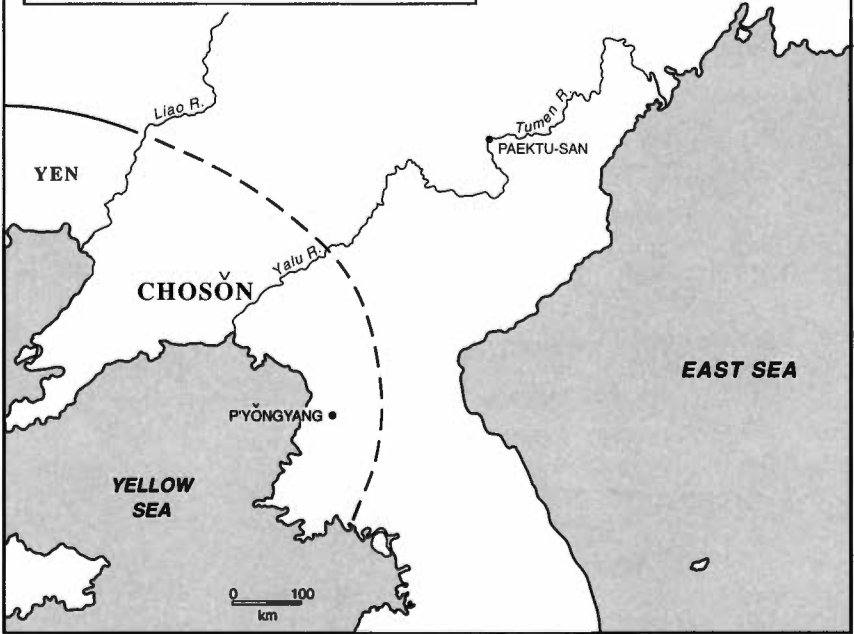 Liao R.
Tumen R.
PAEKTU-SAN
YEN
Yalu R.
CHOSŎN
EAST SEA
P'YŎNGYANG
YELLOW
SEA
0 100
km